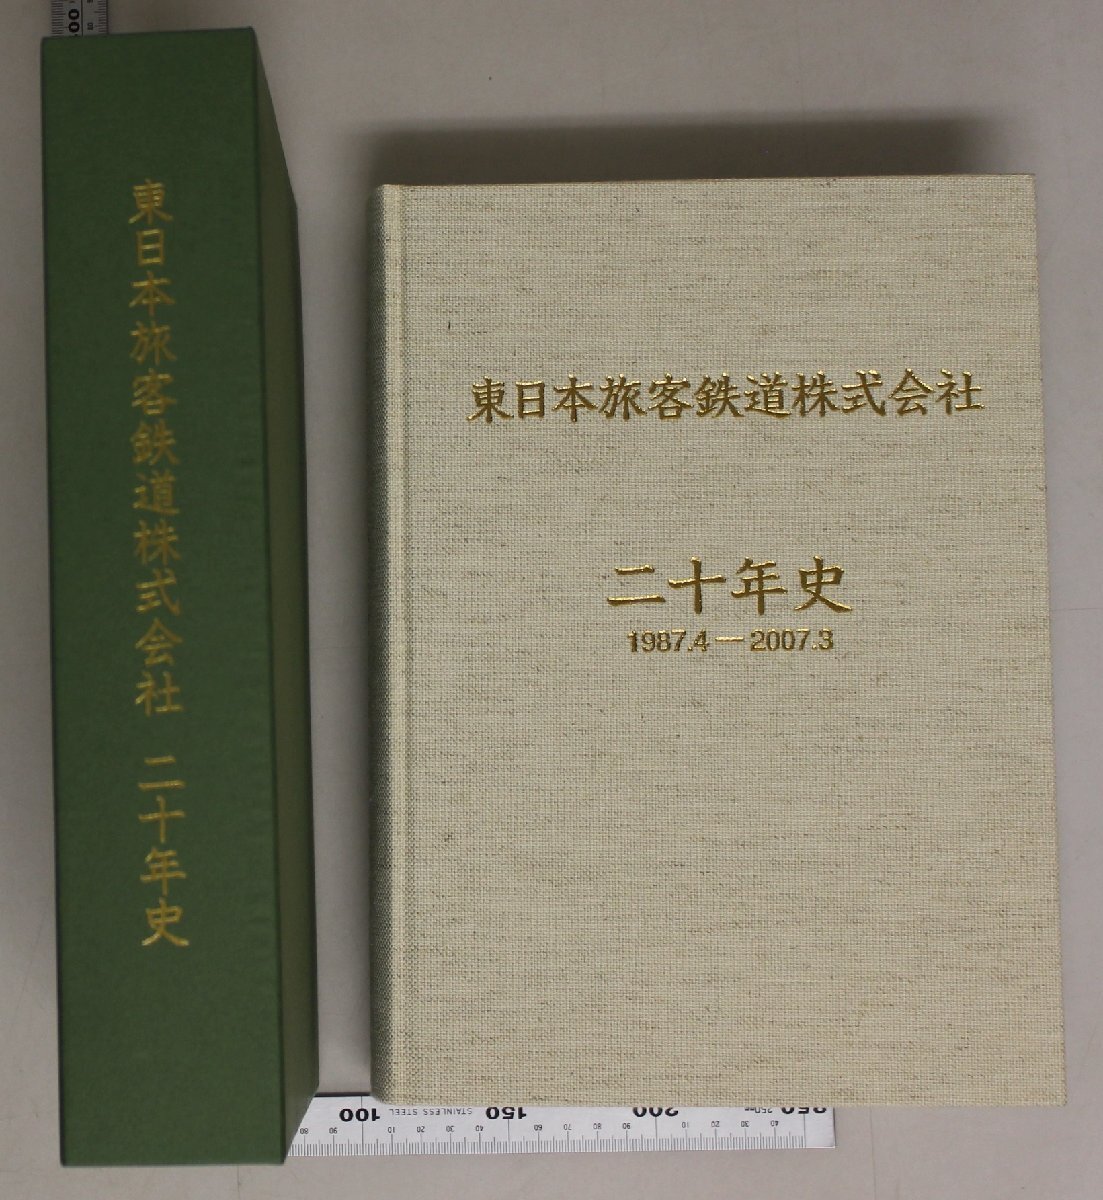 東日本旅客鉄道株式会社 二十年史
東日本旅客鉄道株式会社
二十年史
1987.4—2007.3
100 STAINLESS STEEL 150 200 250